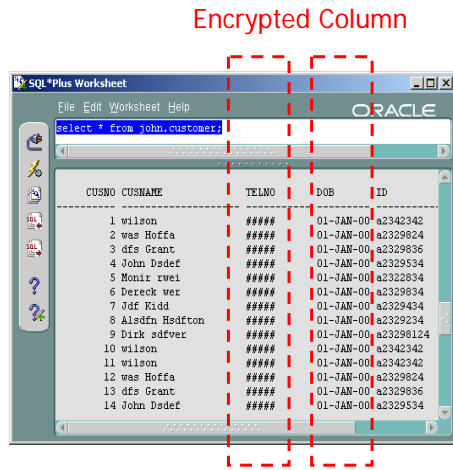 Encrypted Column
SQL*Plus Worksheet
File Edit Worksheet Help
ORACLE
select * from john.customer;
CUSNO CUSNAME TELNO DOB ID
1 wilson ##### 01-JAN-00 a2342342
2 was Hoffa ##### 01-JAN-00 a2329824
3 dfs Grant ##### 01-JAN-00 a2329836
4 John Dsdef ##### 01-JAN-00 a2329534
5 Monir rwei ##### 01-JAN-00 a2322834
6 Dereck wer ##### 01-JAN-00 a2329834
7 Jdf Kidd ##### 01-JAN-00 a2329434
8 Alsdfn Hsdfton ##### 01-JAN-00 a2329234
9 Dirk sdfver ##### 01-JAN-00 a23298124
10 wilson ##### 01-JAN-00 a2342342
11 wilson ##### 01-JAN-00 a2342342
12 was Hoffa ##### 01-JAN-00 a2329824
13 dfs Grant ##### 01-JAN-00 a2329836
14 John Dsdef ##### 01-JAN-00 a2329534
SQL
SQL